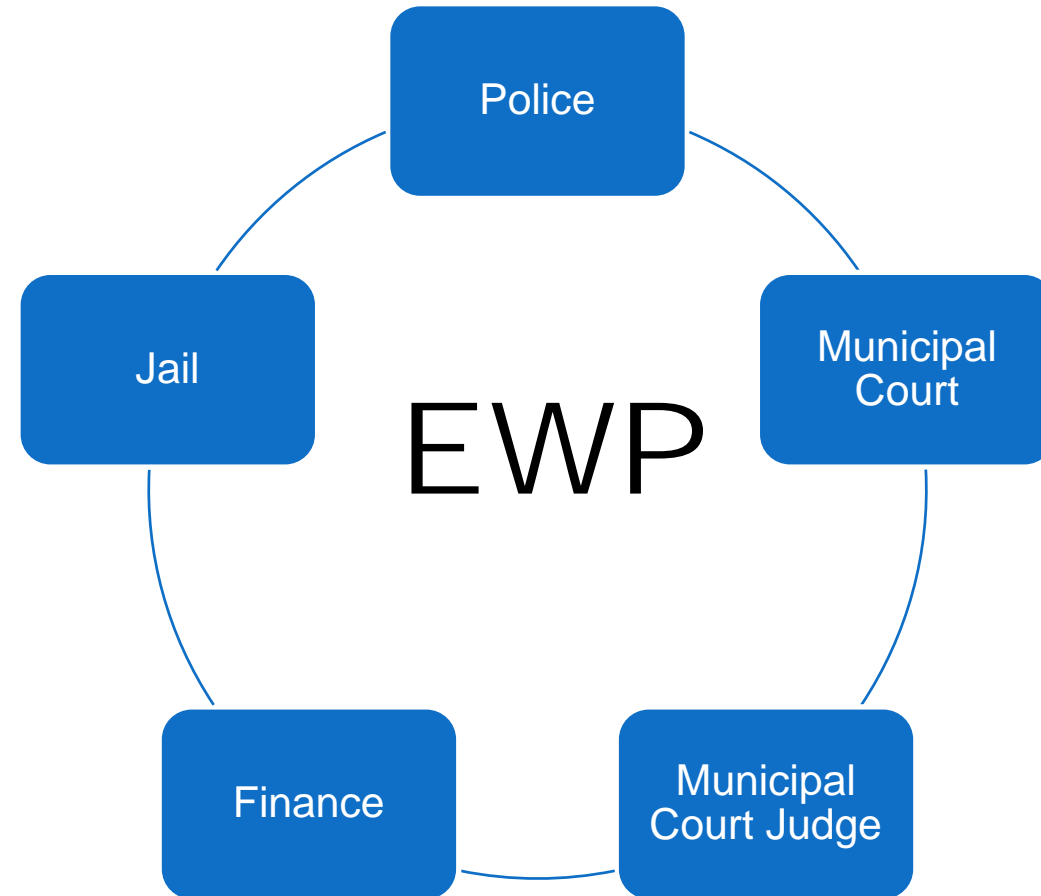 Police
Municipal
Court
Jail
EWP
Municipal
Court Judge
Finance